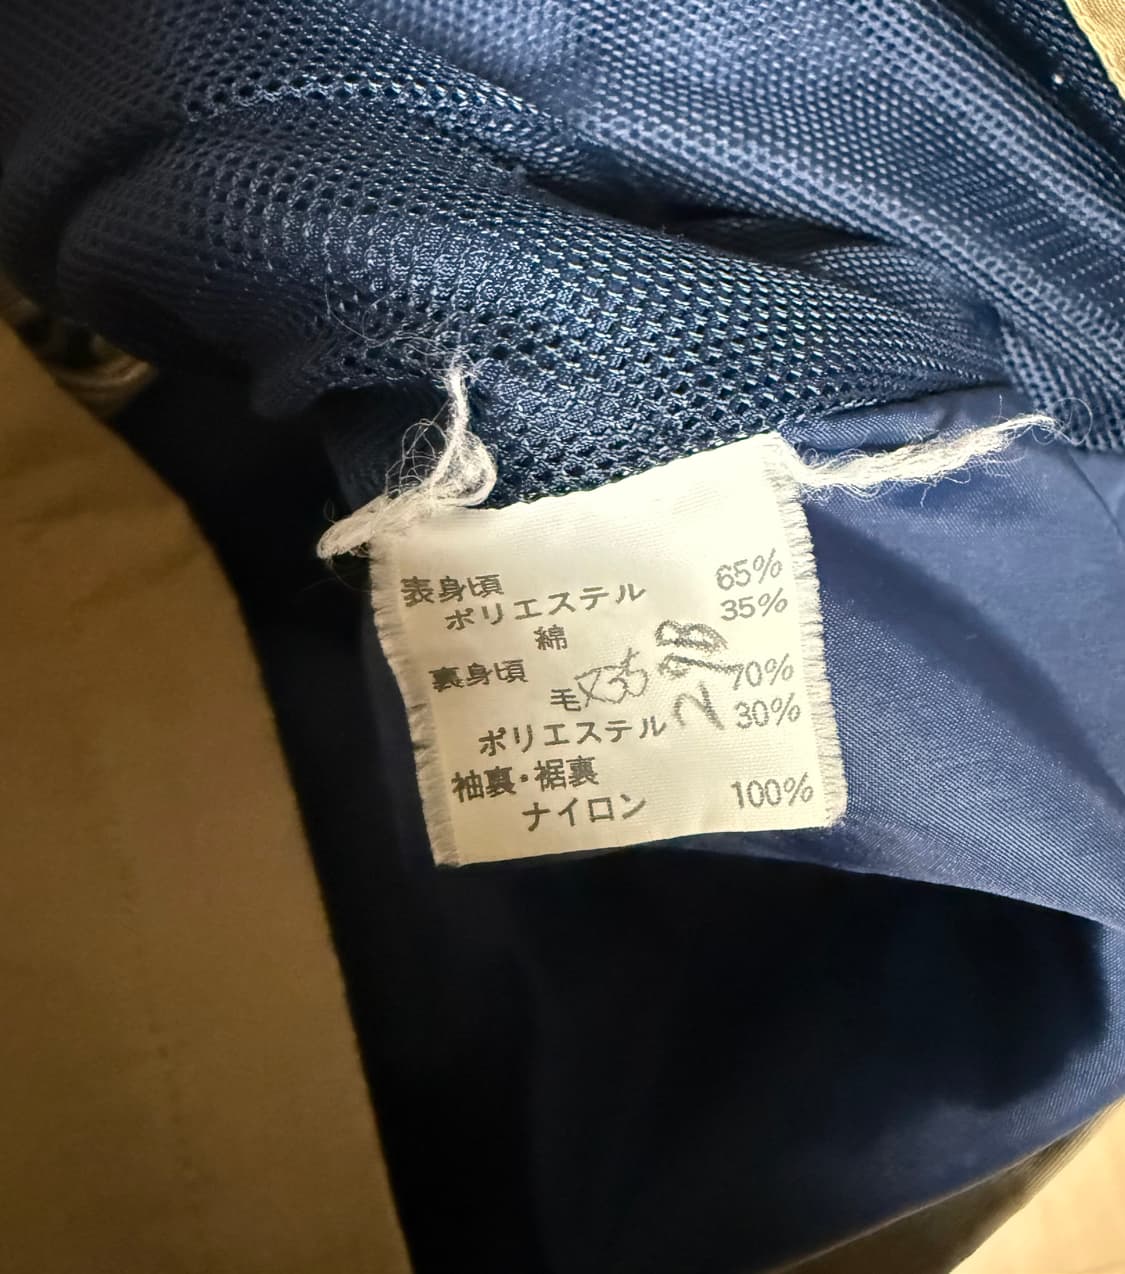 表身頃
ポリエステル 65%
綿 35%
裏身頃
毛 70%
ポリエステル 30%
袖裏・裾裏
ナイロン 100%